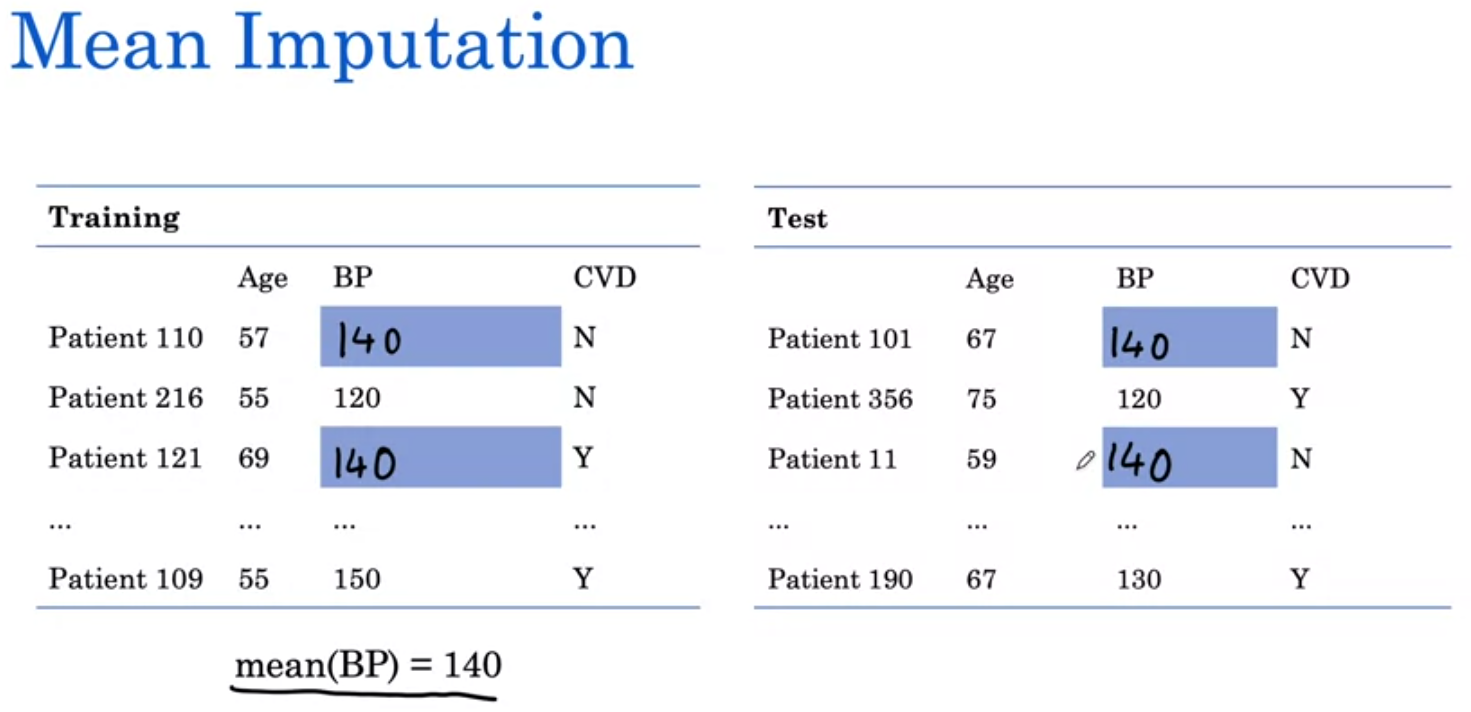 Mean Imputation
Training
Age BP CVD
Patient 110 57 140 N
Patient 216 55 120 N
Patient 121 69 140 Y
... ... ... ...
Patient 109 55 150 Y
mean(BP) = 140
Test
Age BP CVD
Patient 101 67 140 N
Patient 356 75 120 Y
Patient 11 59 140 N
... ... ... ...
Patient 190 67 130 Y